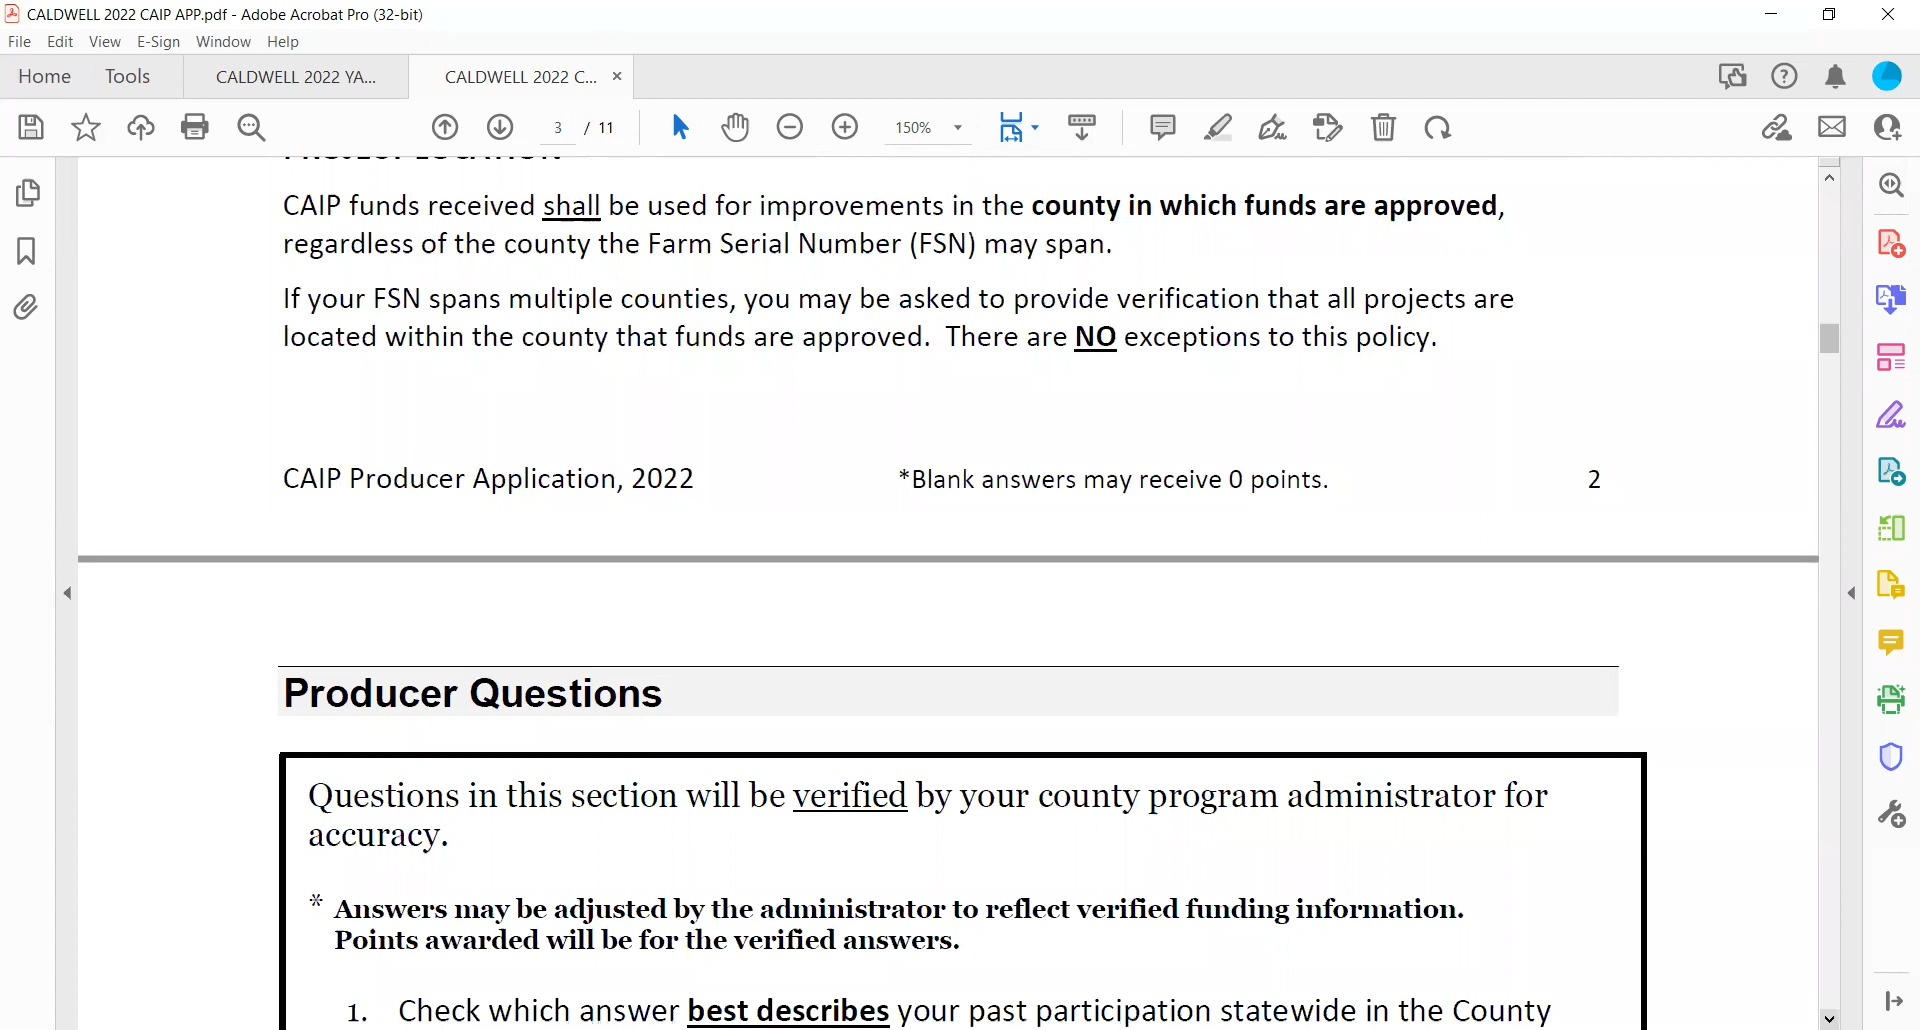 CALDWELL 2022 CAIP APP.pdf - Adobe Acrobat Pro (32-bit)
File Edit View E-Sign Window Help
Home Tools CALDWELL 2022 YA... CALDWELL 2022 C...
3 / 11 150%
PROJECT LOCATION
CAIP funds received shall be used for improvements in the county in which funds are approved,
regardless of the county the Farm Serial Number (FSN) may span.
If your FSN spans multiple counties, you may be asked to provide verification that all projects are
located within the county that funds are approved. There are NO exceptions to this policy.
CAIP Producer Application, 2022 *Blank answers may receive 0 points. 2
Producer Questions
Questions in this section will be verified by your county program administrator for
accuracy.
* Answers may be adjusted by the administrator to reflect verified funding information.
Points awarded will be for the verified answers.
1. Check which answer best describes your past participation statewide in the County